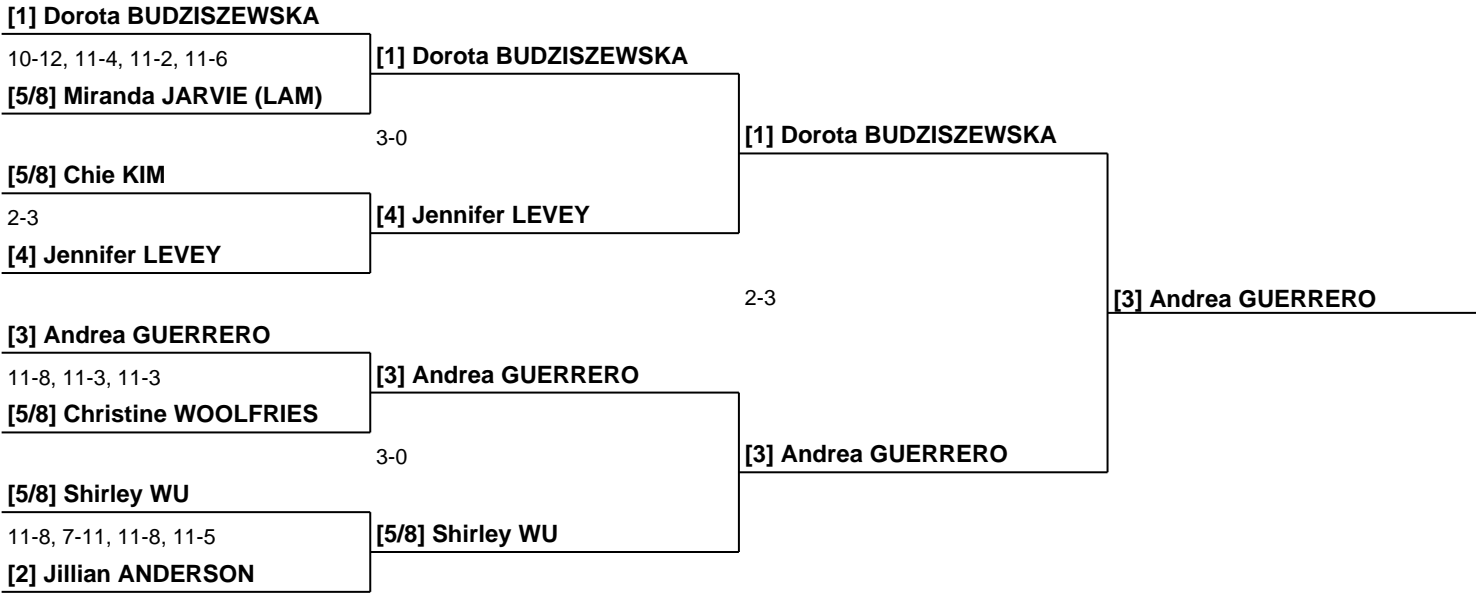 [1] Dorota BUDZISZEWSKA
10-12, 11-4, 11-2, 11-6
[5/8] Miranda JARVIE (LAM)
[5/8] Chie KIM
2-3
[4] Jennifer LEVEY
[3] Andrea GUERRERO
11-8, 11-3, 11-3
[5/8] Christine WOOLFRIES
[5/8] Shirley WU
11-8, 7-11, 11-8, 11-5
[2] Jillian ANDERSON
[1] Dorota BUDZISZEWSKA
3-0
[4] Jennifer LEVEY
[3] Andrea GUERRERO
3-0
[5/8] Shirley WU
[1] Dorota BUDZISZEWSKA
2-3
[3] Andrea GUERRERO
[3] Andrea GUERRERO